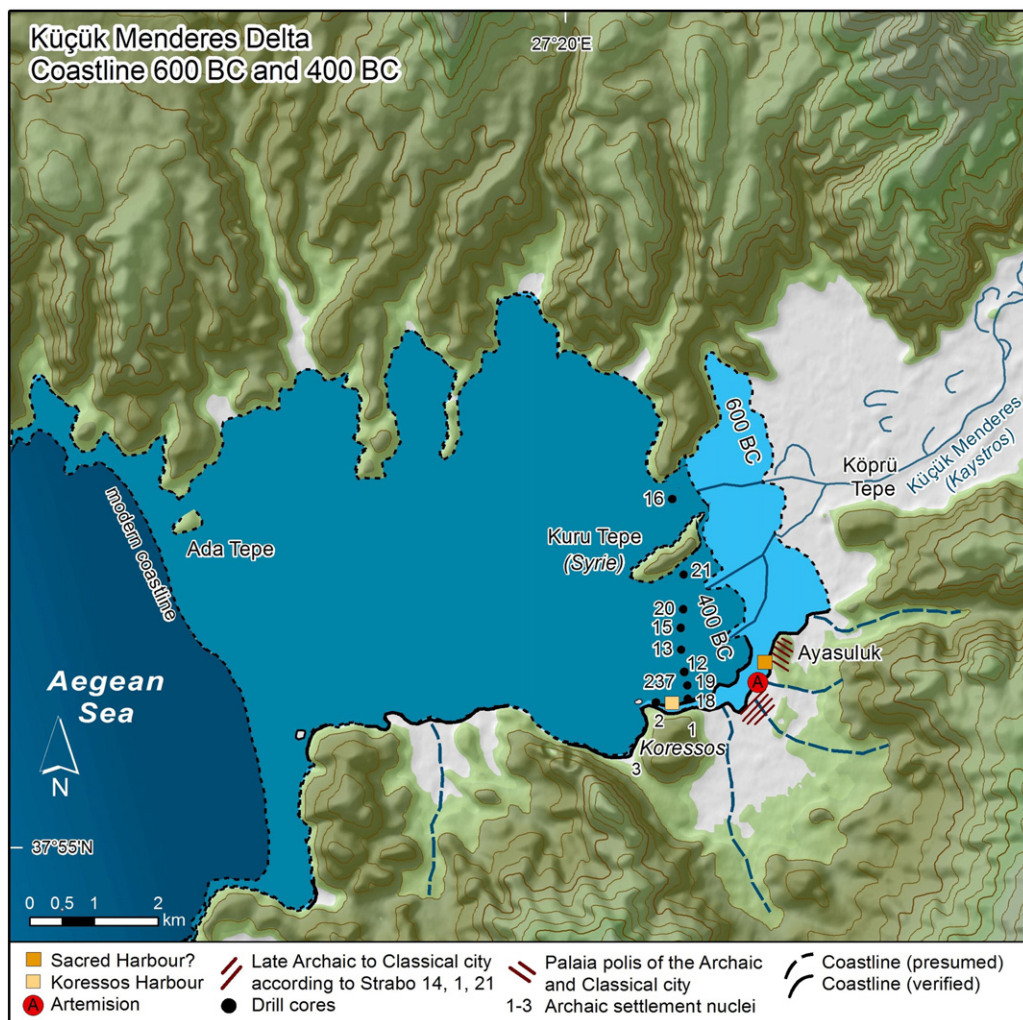 Küçük Menderes Delta
Coastline 600 BC and 400 BC
27°20'E
600 BC
Köprü
Tepe
Küçük Menderes
(Kaystros)
16
modern coastline
Ada Tepe
Kuru Tepe
(Syrie)
21
20
400 BC
15
13
Ayasuluk
12
237
19
A
18
2
1
Koressos
3
Aegean
Sea
N
37°55'N
0 0,5 1 2
km
Sacred Harbour?
Koressos Harbour
A Artemision
Late Archaic to Classical city
according to Strabo 14, 1, 21
Drill cores
Palaia polis of the Archaic
and Classical city
1-3 Archaic settlement nuclei
Coastline (presumed)
Coastline (verified)